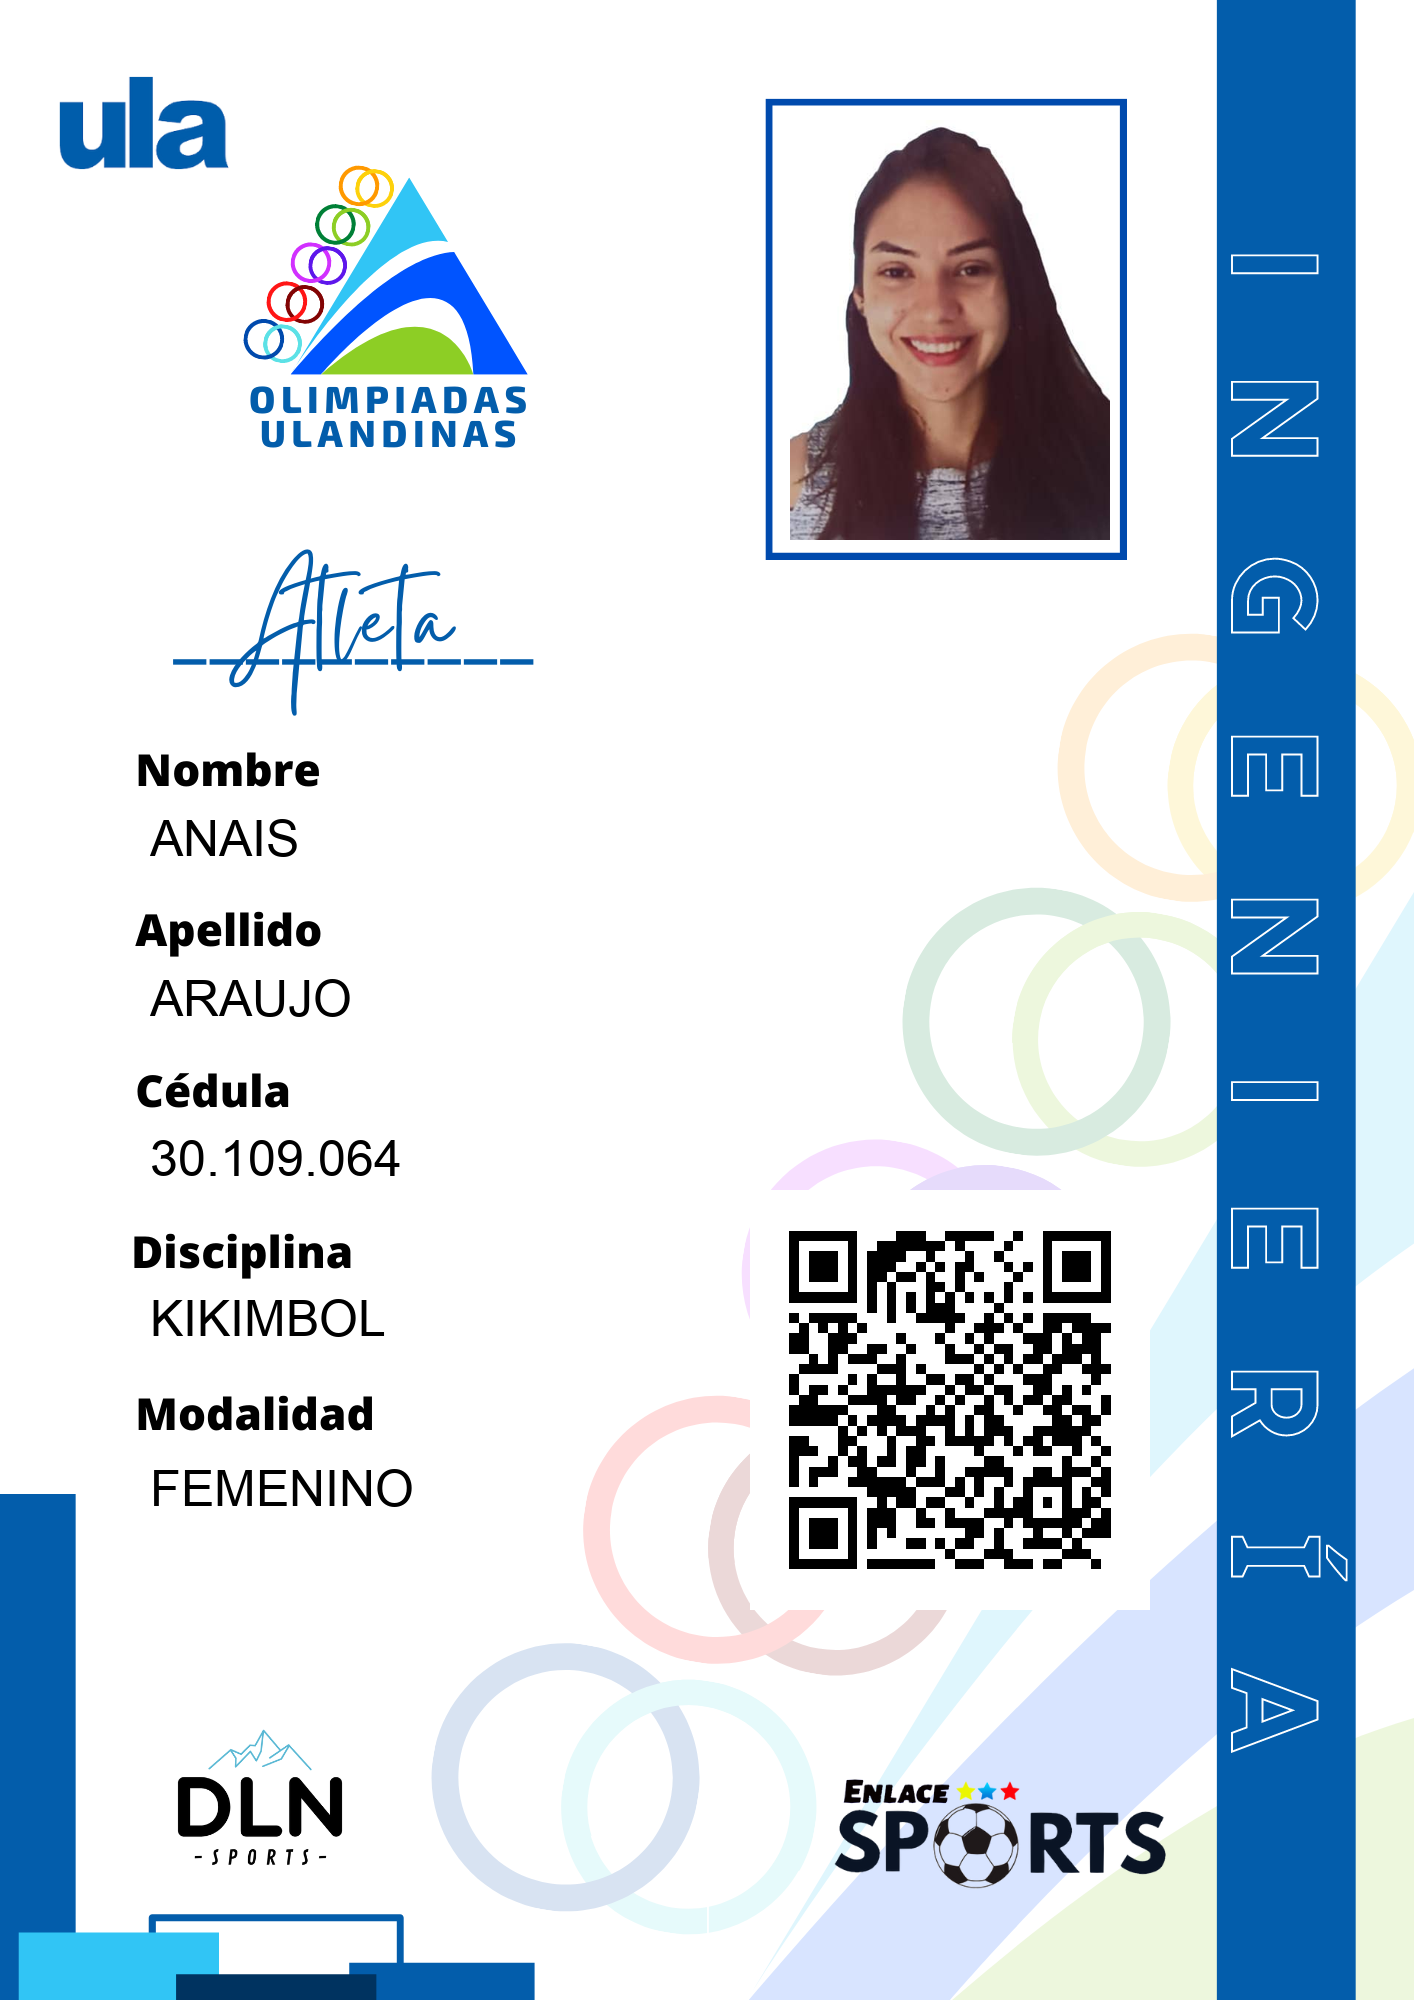 ula
OLIMPIADAS
ULANDINAS
Atleta
Nombre
ANAIS
Apellido
ARAUJO
Cédula
30.109.064
Disciplina
KIKIMBOL
Modalidad
FEMENINO
INGENIERÍA
DLN
-SPORTS-
ENLACE
SPORTS